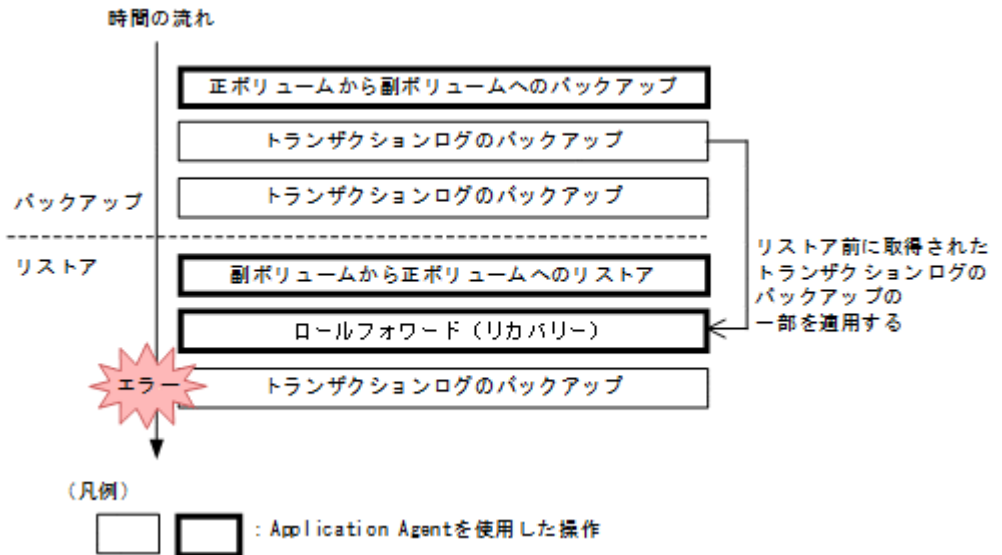 時間の流れ
正ボリュームから副ボリュームへのバックアップ
トランザクションログのバックアップ
トランザクションログのバックアップ
バックアップ
リストア
副ボリュームから正ボリュームへのリストア
リストア前に取得された
トランザクションログの
バックアップの
一部を適用する
ロールフォワード（リカバリー）
エラー
トランザクションログのバックアップ
（凡例）
：Application Agentを使用した操作